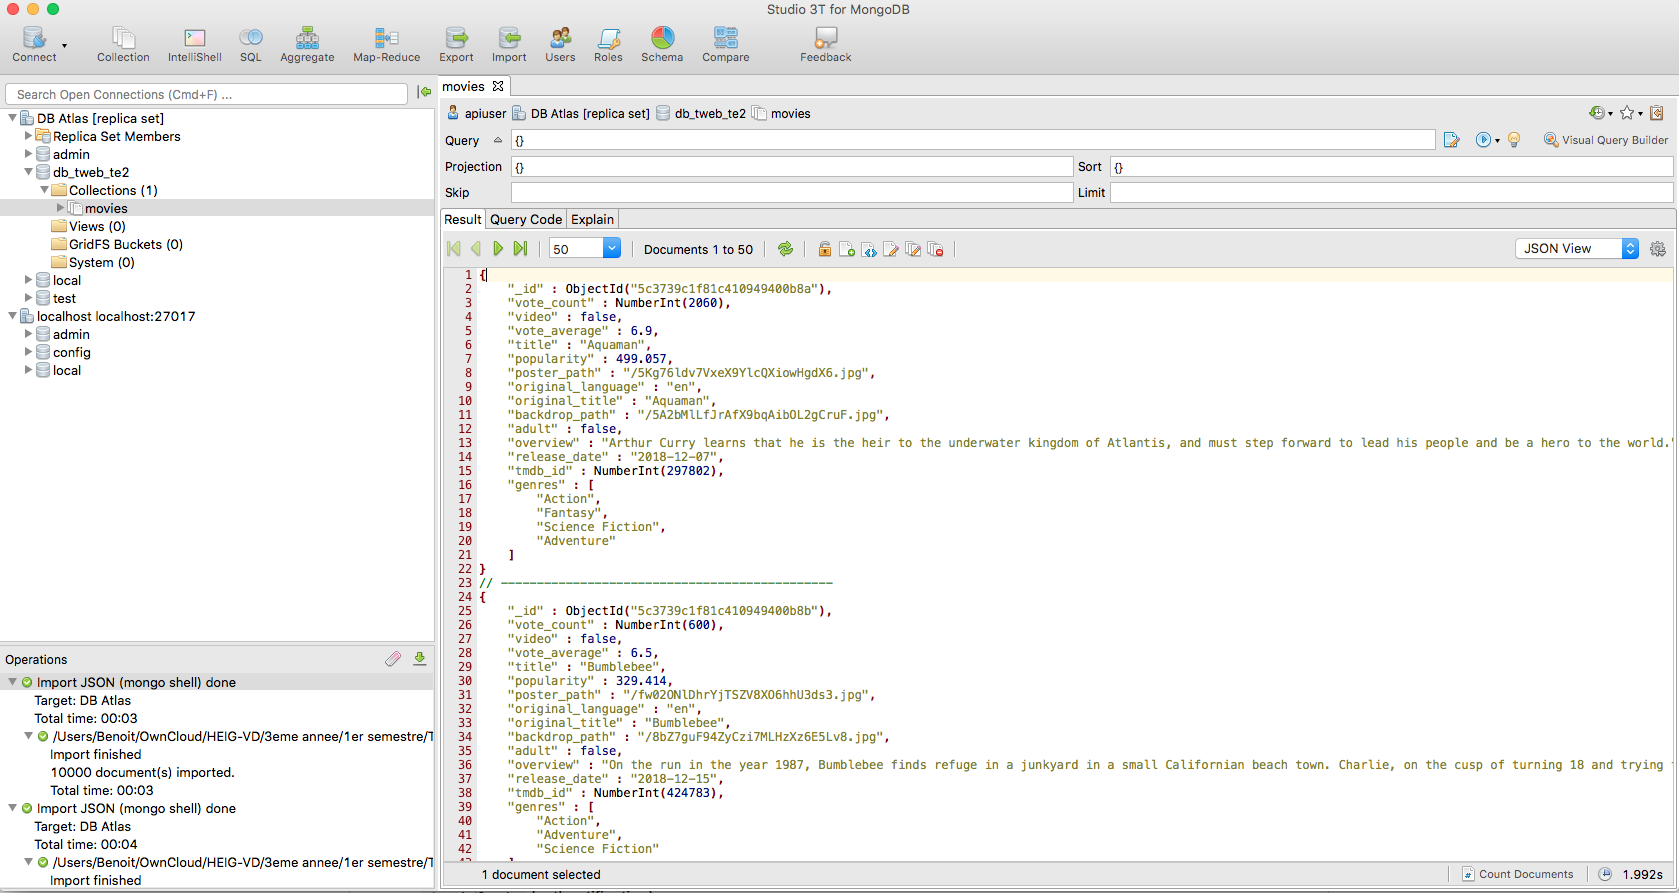 Studio 3T for MongoDB
Connect Collection IntelliShell SQL Aggregate Map-Reduce Export Import Users Roles Schema Compare Feedback
Search Open Connections (Cmd+F) ...
DB Atlas [replica set]
Replica Set Members
admin
db_tweb_te2
Collections (1)
movies
Views (0)
GridFS Buckets (0)
System (0)
local
test
localhost localhost:27017
admin
config
local
Operations
Import JSON (mongo shell) done
Target: DB Atlas
Total time: 00:03
/Users/Benoit/OwnCloud/HEIG-VD/3eme annee/1er semestre/T
Import finished
10000 document(s) imported.
Total time: 00:03
Import JSON (mongo shell) done
Target: DB Atlas
Total time: 00:04
/Users/Benoit/OwnCloud/HEIG-VD/3eme annee/1er semestre/T
Import finished
movies
apiuser DB Atlas [replica set] db_tweb_te2 movies
Query {} Visual Query Builder
Projection {} Sort {}
Skip Limit
Result Query Code Explain
50 Documents 1 to 50 JSON View
1 {
2 "_id" : ObjectId("5c3739c1f81c410949400b8a"),
3 "vote_count" : NumberInt(2060),
4 "video" : false,
5 "vote_average" : 6.9,
6 "title" : "Aquaman",
7 "popularity" : 499.057,
8 "poster_path" : "/5Kg76ldv7VxeX9YlcQXiowHgdX6.jpg",
9 "original_language" : "en",
10 "original_title" : "Aquaman",
11 "backdrop_path" : "/5A2bMlLfJrAfX9bqAibOL2gCruF.jpg",
12 "adult" : false,
13 "overview" : "Arthur Curry learns that he is the heir to the underwater kingdom of Atlantis, and must step forward to lead his people and be a hero to the world."
14 "release_date" : "2018-12-07",
15 "tmdb_id" : NumberInt(297802),
16 "genres" : [
17 "Action",
18 "Fantasy",
19 "Science Fiction",
20 "Adventure"
21 ]
22 }
23 // ----------------------------------------------
24 {
25 "_id" : ObjectId("5c3739c1f81c410949400b8b"),
26 "vote_count" : NumberInt(600),
27 "video" : false,
28 "vote_average" : 6.5,
29 "title" : "Bumblebee",
30 "popularity" : 329.414,
31 "poster_path" : "/fw02ONlDhrYjTSZV8XO6hhU3ds3.jpg",
32 "original_language" : "en",
33 "original_title" : "Bumblebee",
34 "backdrop_path" : "/8bZ7guF94ZyCzi7MLHzXz6E5Lv8.jpg",
35 "adult" : false,
36 "overview" : "On the run in the year 1987, Bumblebee finds refuge in a junkyard in a small Californian beach town. Charlie, on the cusp of turning 18 and trying
37 "release_date" : "2018-12-15",
38 "tmdb_id" : NumberInt(424783),
39 "genres" : [
40 "Action",
41 "Adventure",
42 "Science Fiction"
1 document selected Count Documents 1.992s